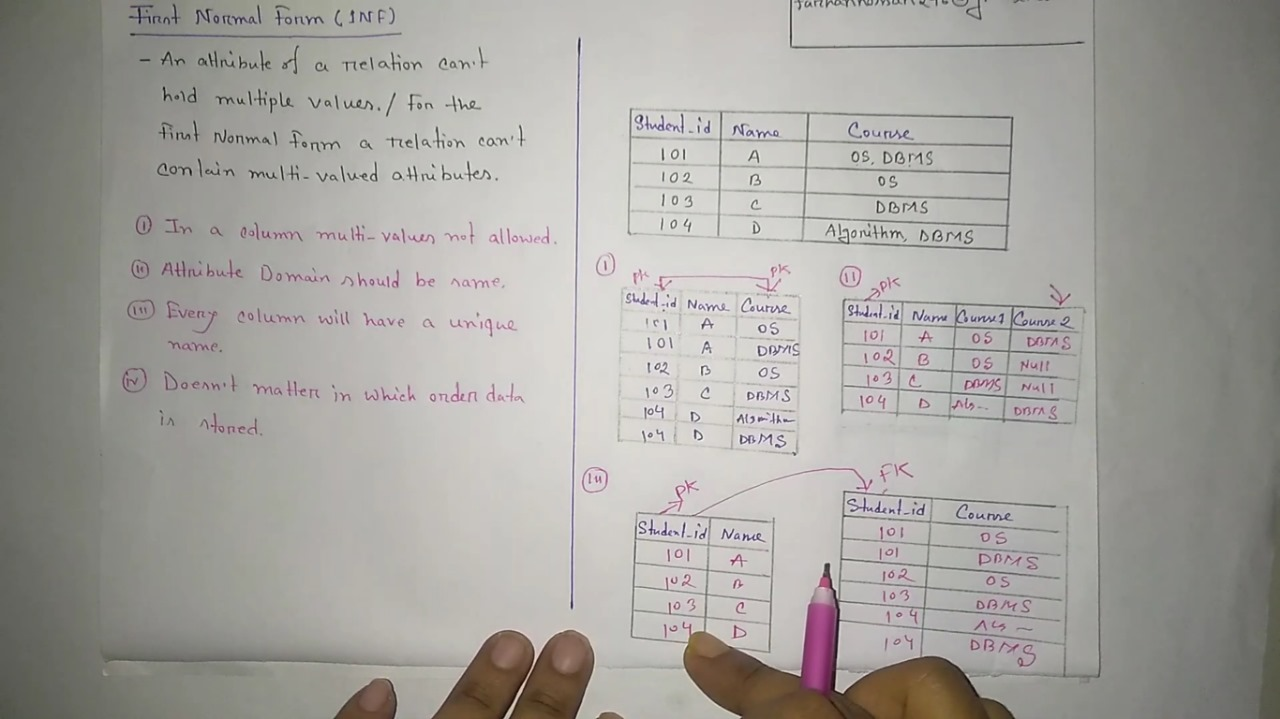 First Normal Form (1NF)
- An attribute of a relation can't
hold multiple values./ For the
first Normal form a relation can't
contain multi-valued attributes.
(i) In a column multi-values not allowed.
(ii) Attribute Domain should be same.
(iii) Every column will have a unique
name.
(iv) Doesn't matter in which order data
is stored.
Student_id Name Course
101 A OS, DBMS
102 B OS
103 C DBMS
104 D Algorithm, DBMS
(i)
PK PK
Student_id Name Course
101 A OS
101 A DBMS
102 B OS
103 C DBMS
104 D Algorithm
104 D DBMS
(ii) PK
Student_id Name Course1 Course2
101 A OS DBMS
102 B OS Null
103 C DBMS Null
104 D Alg- DBMS
(iii)
PK
Student_id Name
101 A
102 B
103 C
104 D
FK
Student_id Course
101 OS
101 DBMS
102 OS
103 DBMS
104 Alg-
104 DBMS